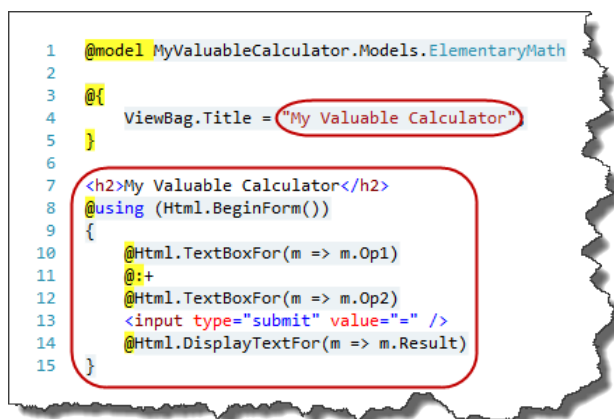 1 @model MyValuableCalculator.Models.ElementaryMath
2
3 @{
4 ViewBag.Title = "My Valuable Calculator";
5 }
6
7 <h2>My Valuable Calculator</h2>
8 @using (Html.BeginForm())
9 {
10 @Html.TextBoxFor(m => m.Op1)
11 @:+
12 @Html.TextBoxFor(m => m.Op2)
13 <input type="submit" value="=" />
14 @Html.DisplayTextFor(m => m.Result)
15 }